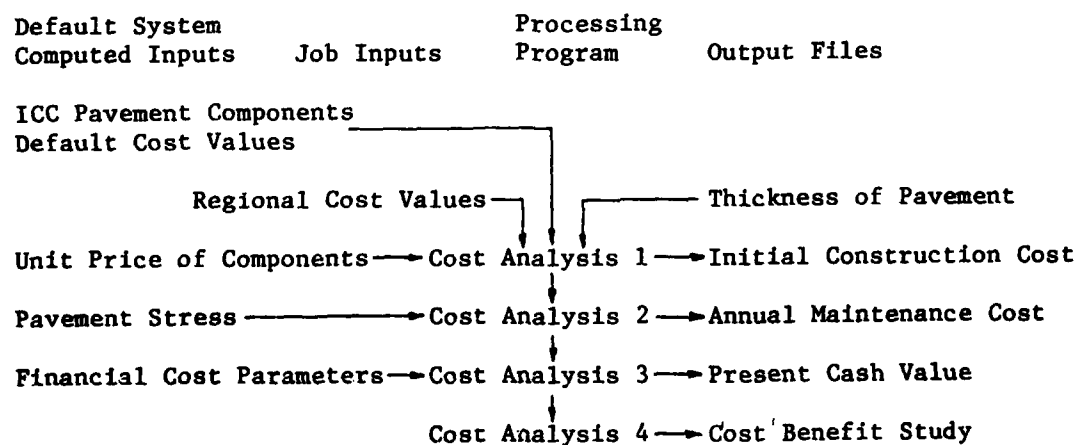 Default System Processing
Computed Inputs Job Inputs Program Output Files
ICC Pavement Components
Default Cost Values
Regional Cost Values Thickness of Pavement
Unit Price of Components Cost Analysis 1 Initial Construction Cost
Pavement Stress Cost Analysis 2 Annual Maintenance Cost
Financial Cost Parameters Cost Analysis 3 Present Cash Value
Cost Analysis 4 Cost Benefit Study